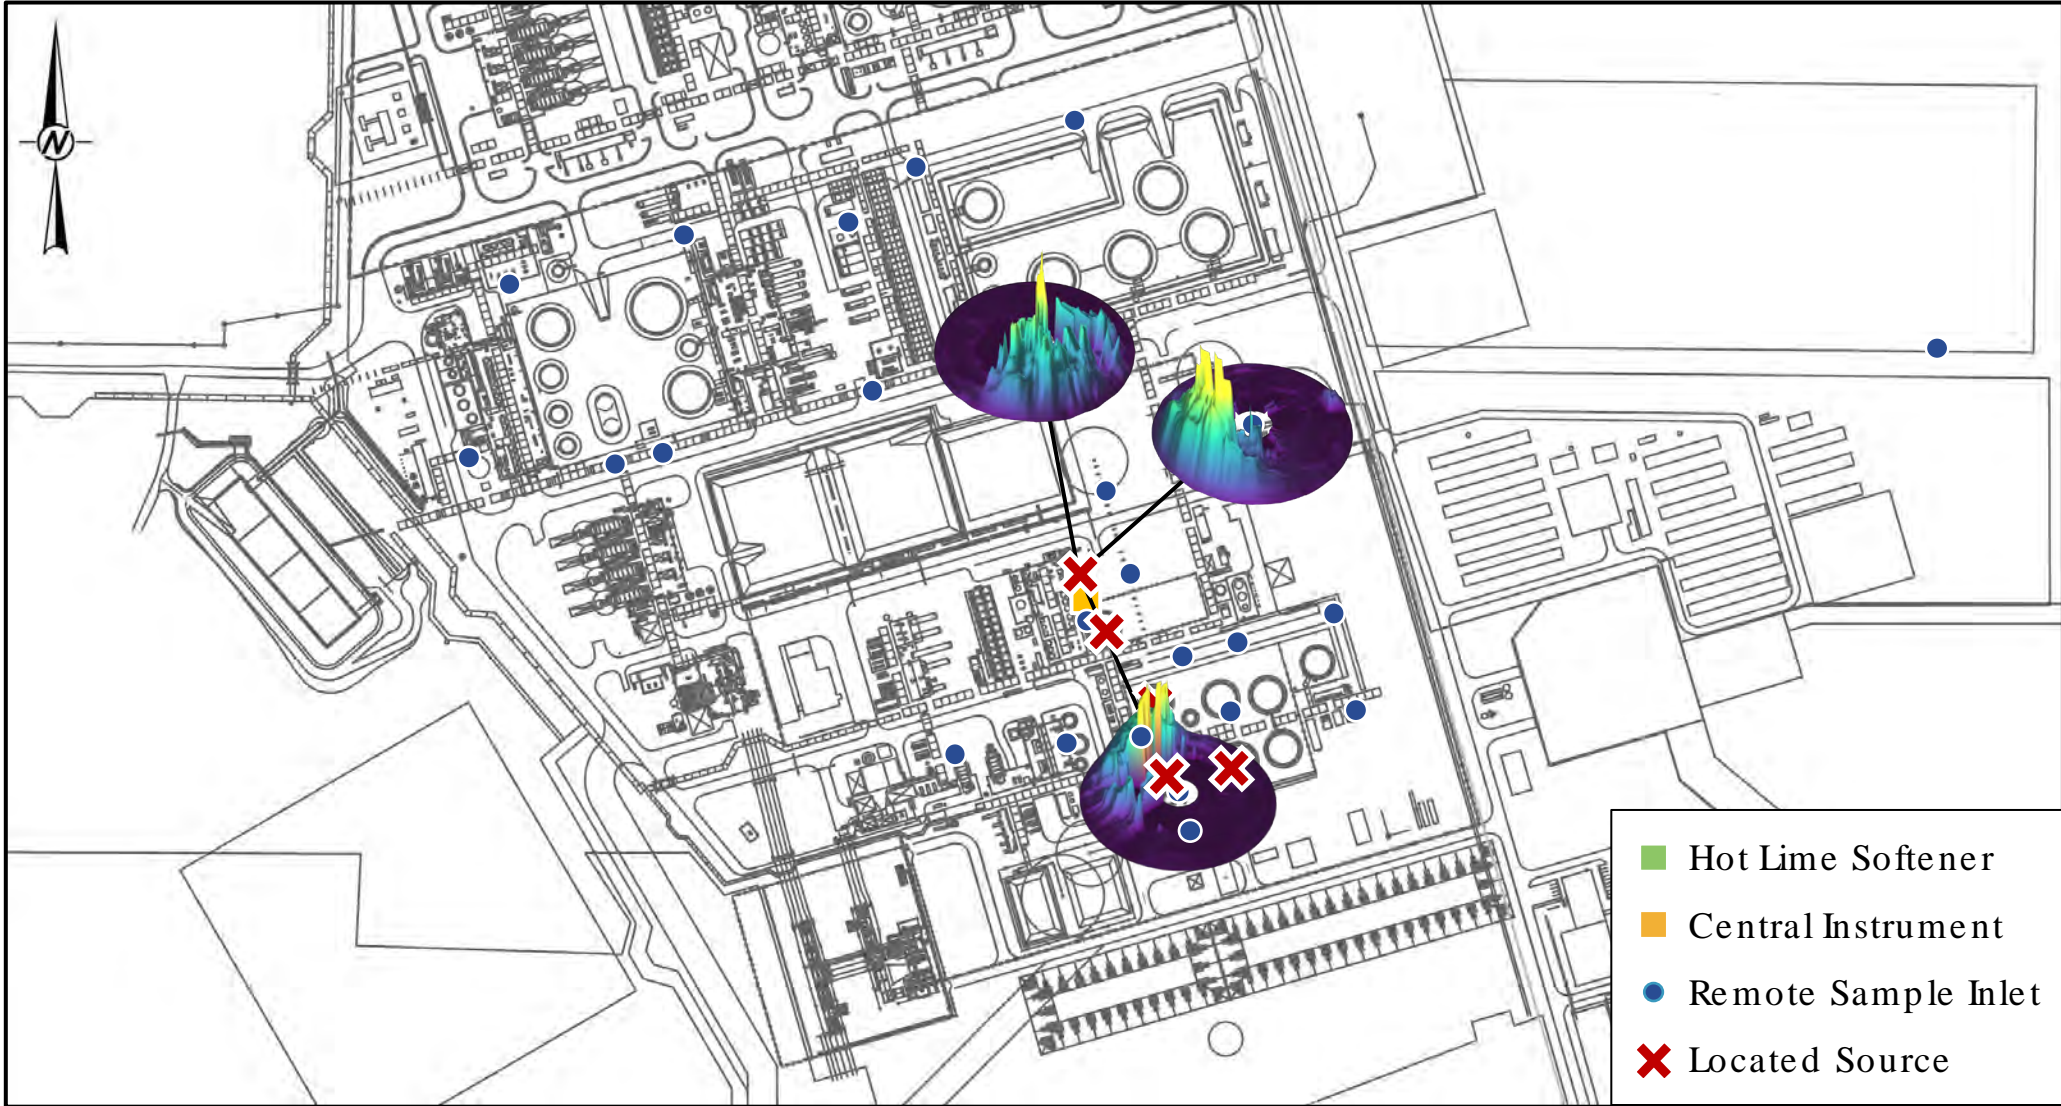 N
Hot Lime Softener
Central Instrument
Remote Sample Inlet
Located Source